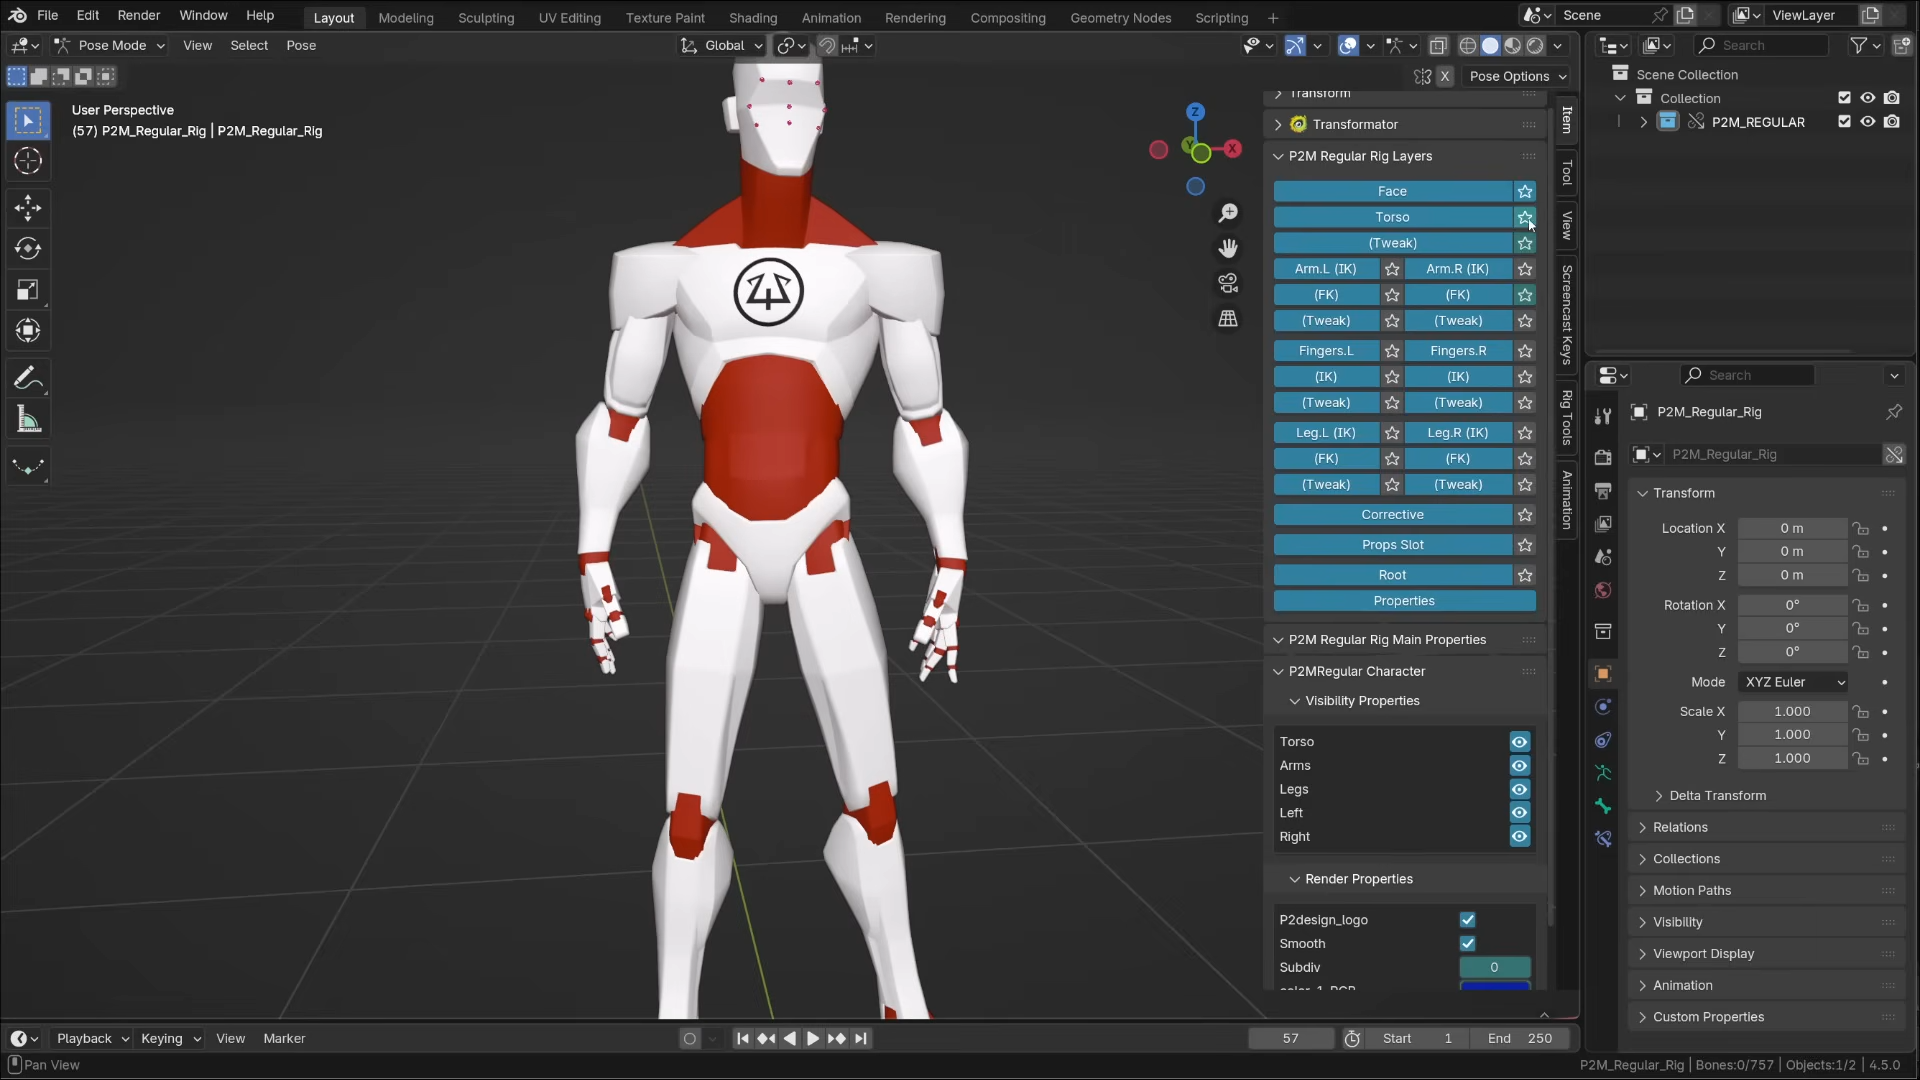 File Edit Render Window Help Layout Modeling Sculpting UV Editing Texture Paint Shading Animation Rendering Compositing Geometry Nodes Scripting + Scene ViewLayer
Pose Mode View Select Pose Global Search
X Pose Options
User Perspective
(57) P2M_Regular_Rig | P2M_Regular_Rig
Z
X
Y
Transform
Transformator
P2M Regular Rig Layers
Face
Torso
(Tweak)
Arm.L (IK) Arm.R (IK)
(FK) (FK)
(Tweak) (Tweak)
Fingers.L Fingers.R
(IK) (IK)
(Tweak) (Tweak)
Leg.L (IK) Leg.R (IK)
(FK) (FK)
(Tweak) (Tweak)
Corrective
Props Slot
Root
Properties
P2M Regular Rig Main Properties
P2MRegular Character
Visibility Properties
Torso
Arms
Legs
Left
Right
Render Properties
P2design_logo
Smooth
Subdiv 0
Item
Tool
View
Screencast Keys
Rig Tools
Animation
Scene Collection
Collection
P2M_REGULAR
Search
P2M_Regular_Rig
P2M_Regular_Rig
Transform
Location X 0 m
Y 0 m
Z 0 m
Rotation X 0°
Y 0°
Z 0°
Mode XYZ Euler
Scale X 1.000
Y 1.000
Z 1.000
Delta Transform
Relations
Collections
Motion Paths
Visibility
Viewport Display
Animation
Custom Properties
Playback Keying View Marker 57 Start 1 End 250
Pan View P2M_Regular_Rig | Bones:0/757 | Objects:1/2 | 4.5.0